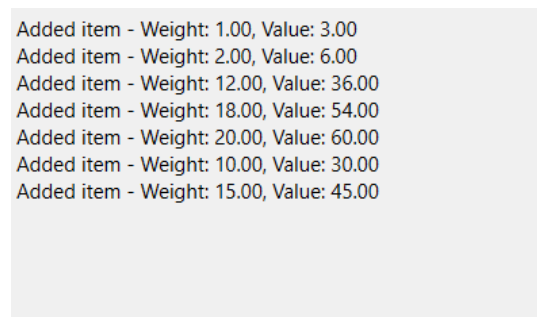 Added item - Weight: 1.00, Value: 3.00
Added item - Weight: 2.00, Value: 6.00
Added item - Weight: 12.00, Value: 36.00
Added item - Weight: 18.00, Value: 54.00
Added item - Weight: 20.00, Value: 60.00
Added item - Weight: 10.00, Value: 30.00
Added item - Weight: 15.00, Value: 45.00